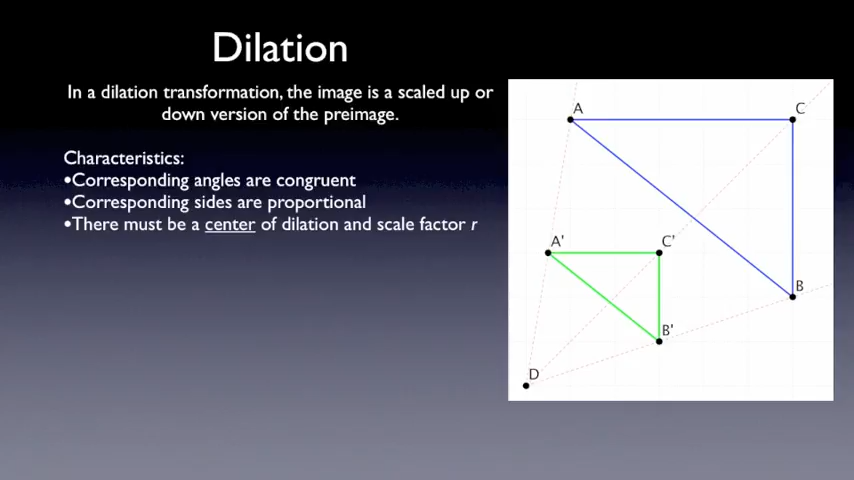 Dilation
In a dilation transformation, the image is a scaled up or
down version of the preimage.
Characteristics:
•Corresponding angles are congruent
•Corresponding sides are proportional
•There must be a center of dilation and scale factor r
A
C
A'
C'
B
B'
D